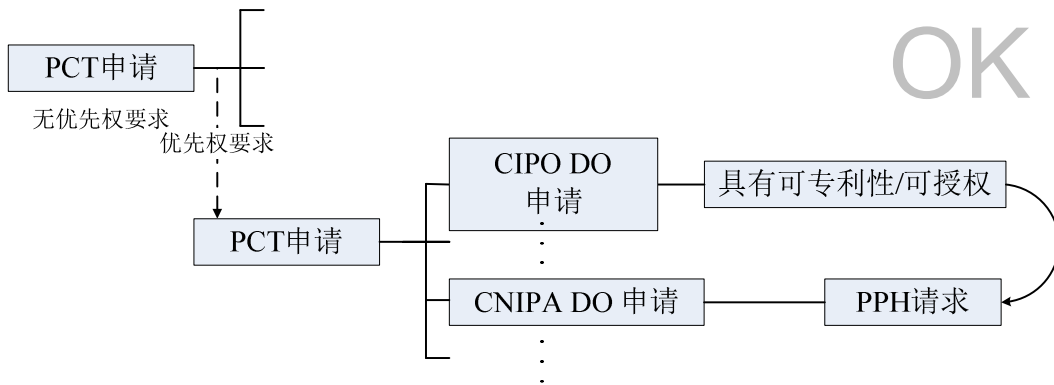 OK
PCT申请
无优先权要求
优先权要求
CIPO DO
申请
具有可专利性/可授权
PCT申请
CNIPA DO 申请
PPH请求